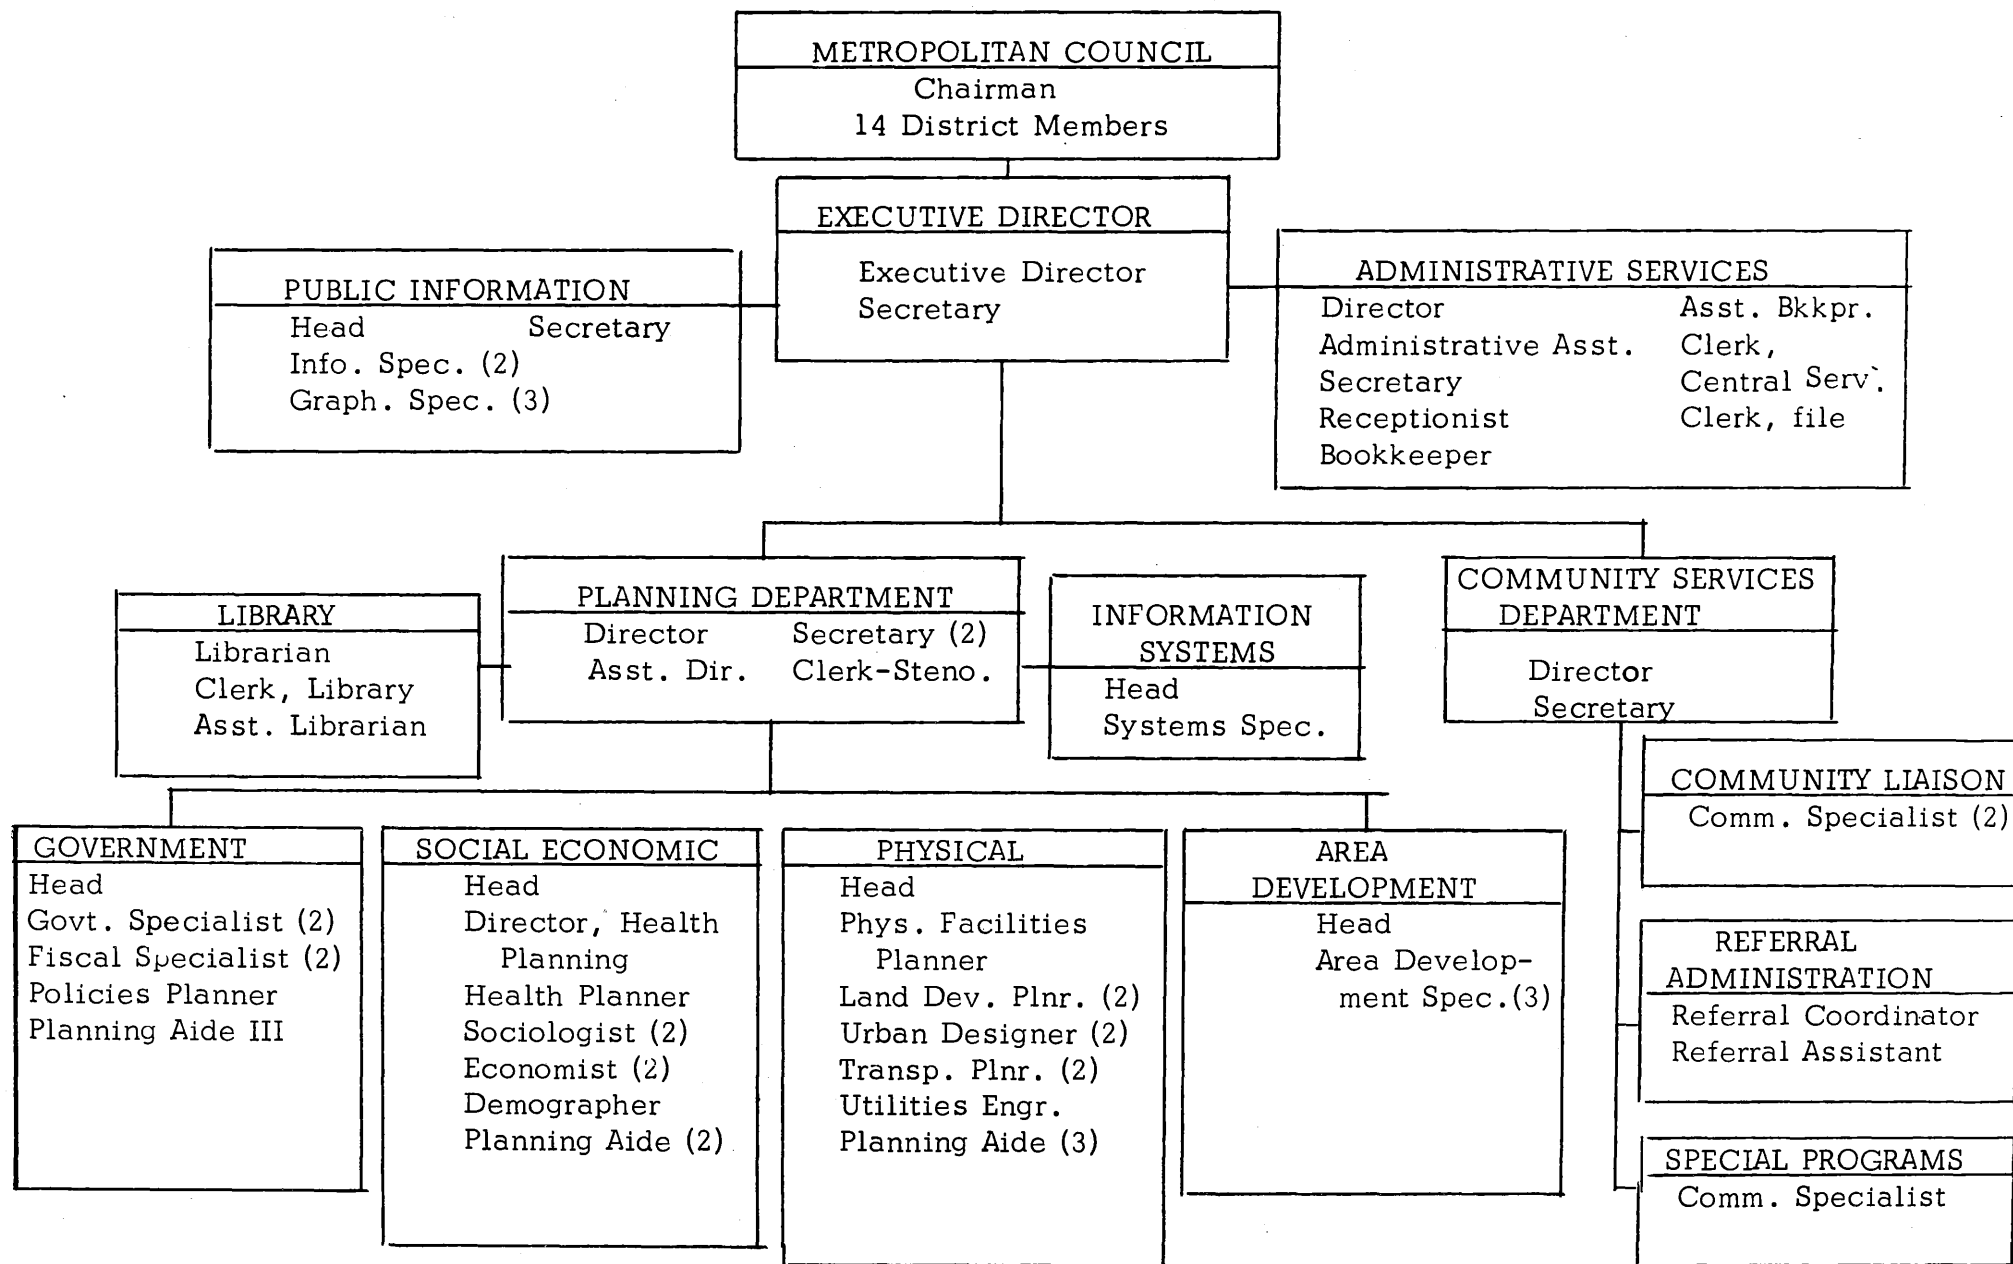 METROPOLITAN COUNCIL
Chairman
14 District Members
EXECUTIVE DIRECTOR
Executive Director
Secretary
PUBLIC INFORMATION
Head Secretary
Info. Spec. (2)
Graph. Spec. (3)
ADMINISTRATIVE SERVICES
Director Asst. Bkkpr.
Administrative Asst. Clerk,
Secretary Central Serv.
Receptionist Clerk, file
Bookkeeper
LIBRARY
Librarian
Clerk, Library
Asst. Librarian
PLANNING DEPARTMENT
Director Secretary (2)
Asst. Dir. Clerk-Steno.
INFORMATION
SYSTEMS
Head
Systems Spec.
COMMUNITY SERVICES
DEPARTMENT
Director
Secretary
GOVERNMENT
Head
Govt. Specialist (2)
Fiscal Specialist (2)
Policies Planner
Planning Aide III
SOCIAL ECONOMIC
Head
Director, Health
Planning
Health Planner
Sociologist (2)
Economist (2)
Demographer
Planning Aide (2)
PHYSICAL
Head
Phys. Facilities
Planner
Land Dev. Plnr. (2)
Urban Designer (2)
Transp. Plnr. (2)
Utilities Engr.
Planning Aide (3)
AREA
DEVELOPMENT
Head
Area Develop-
ment Spec.(3)
COMMUNITY LIAISON
Comm. Specialist (2)
REFERRAL
ADMINISTRATION
Referral Coordinator
Referral Assistant
SPECIAL PROGRAMS
Comm. Specialist